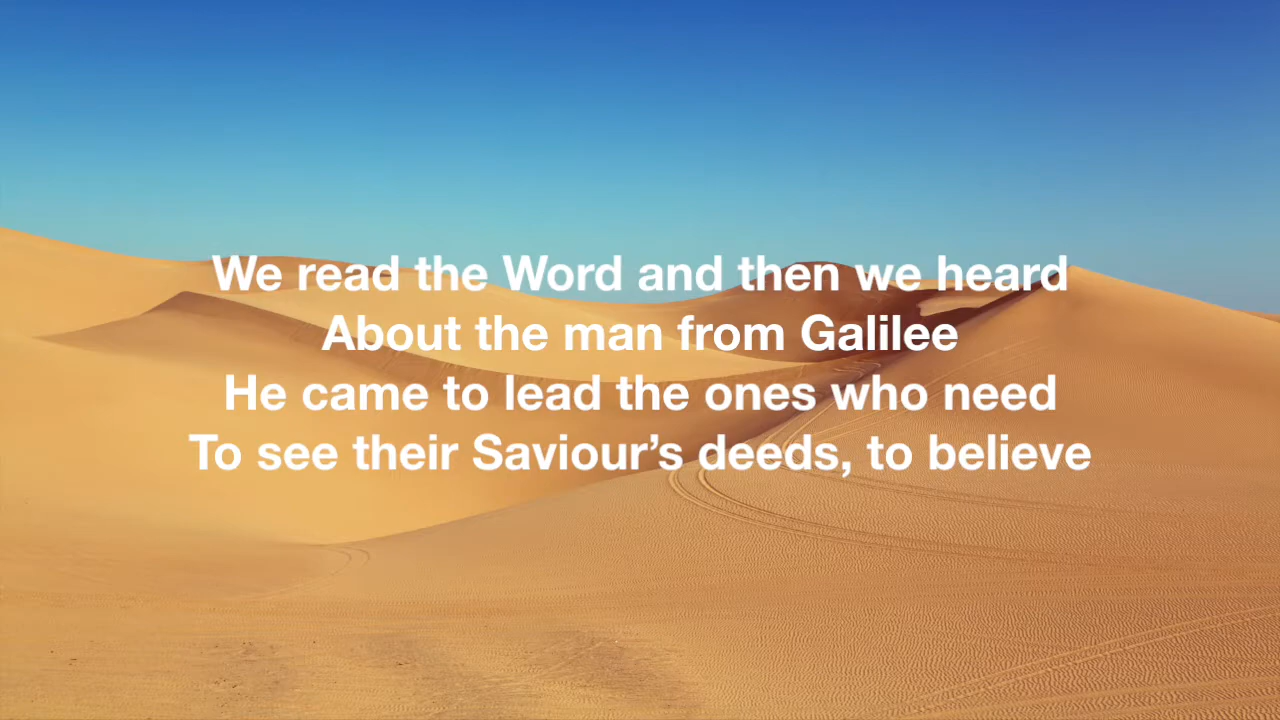 We read the Word and then we heard
About the man from Galilee
He came to lead the ones who need
To see their Saviour’s deeds, to believe